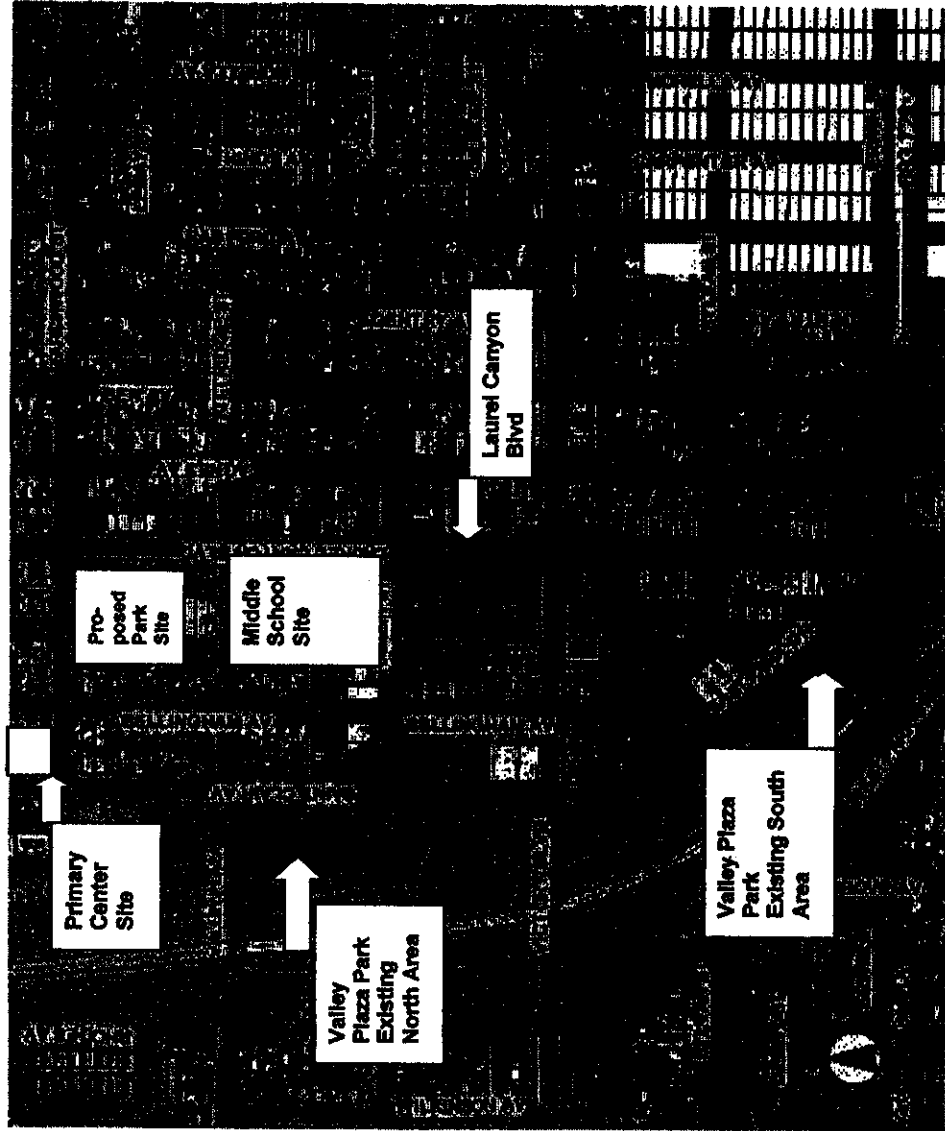 Primary
Center
Site
Pro-
posed
Park
Site
Middle
School
Site
Valley
Plaza Park
Existing
North Area
Laurel Canyon
Blvd
Valley Plaza
Park
Existing South
Area